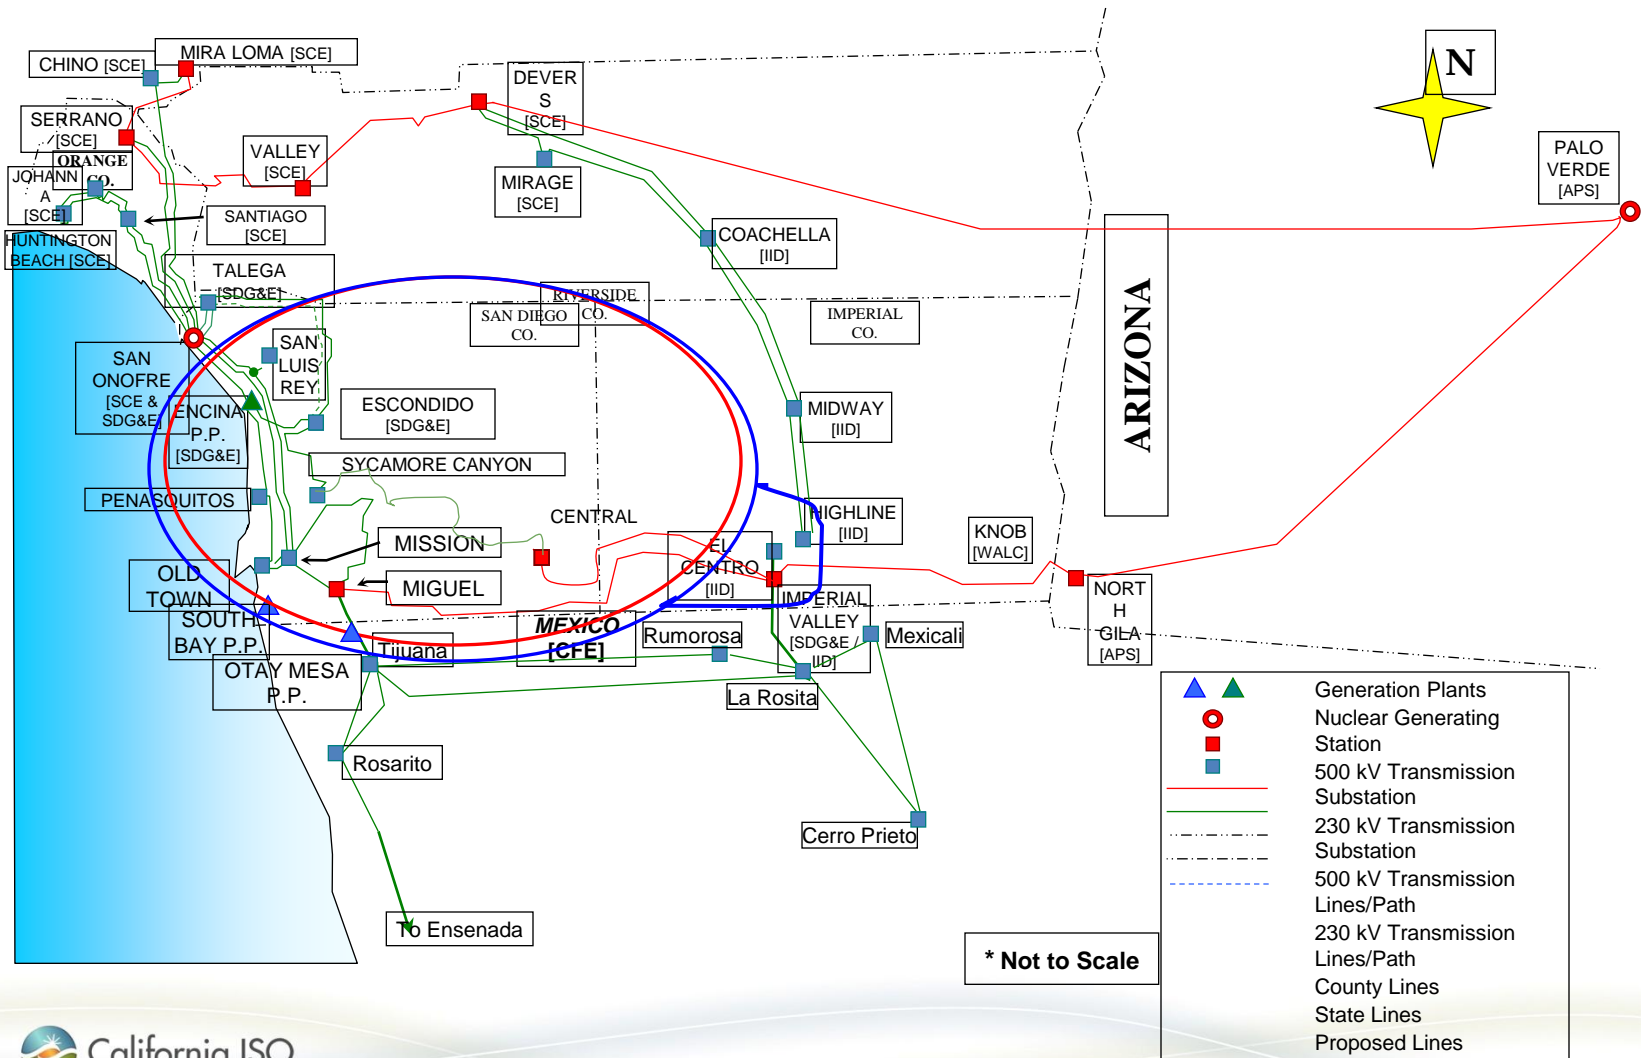 MIRA LOMA [SCE]
CHINO [SCE]
N
DEVER
S
[SCE]
SERRANO
[SCE]
VALLEY
[SCE]
PALO
VERDE
[APS]
ORANGE
CO.
JOHANN
A
[SCE]
MIRAGE
[SCE]
SANTIAGO
[SCE]
HUNTINGTON
BEACH [SCE]
COACHELLA
[IID]
TALEGA
[SDG&E]
RIVERSIDE
CO.
SAN DIEGO
CO.
IMPERIAL
CO.
ARIZONA
SAN
LUIS
REY
SAN
ONOFRE
[SCE &
SDG&E]
ENCINA
P.P.
[SDG&E]
ESCONDIDO
[SDG&E]
MIDWAY
[IID]
SYCAMORE CANYON
PENASQUITOS
CENTRAL
HIGHLINE
[IID]
KNOB
[WALC]
MISSION
EL
CENTRO
[IID]
OLD
TOWN
MIGUEL
NORT
H
GILA
[APS]
IMPERIAL
VALLEY
[SDG&E /
IID]
SOUTH
BAY P.P.
MEXICO
[CFE]
Rumorosa
Mexicali
Tijuana
OTAY MESA
P.P.
La Rosita
Rosarito
Cerro Prieto
To Ensenada
* Not to Scale
Generation Plants
Nuclear Generating
Station
500 kV Transmission
Substation
230 kV Transmission
Substation
500 kV Transmission
Lines/Path
230 kV Transmission
Lines/Path
County Lines
State Lines
Proposed Lines
California ISO